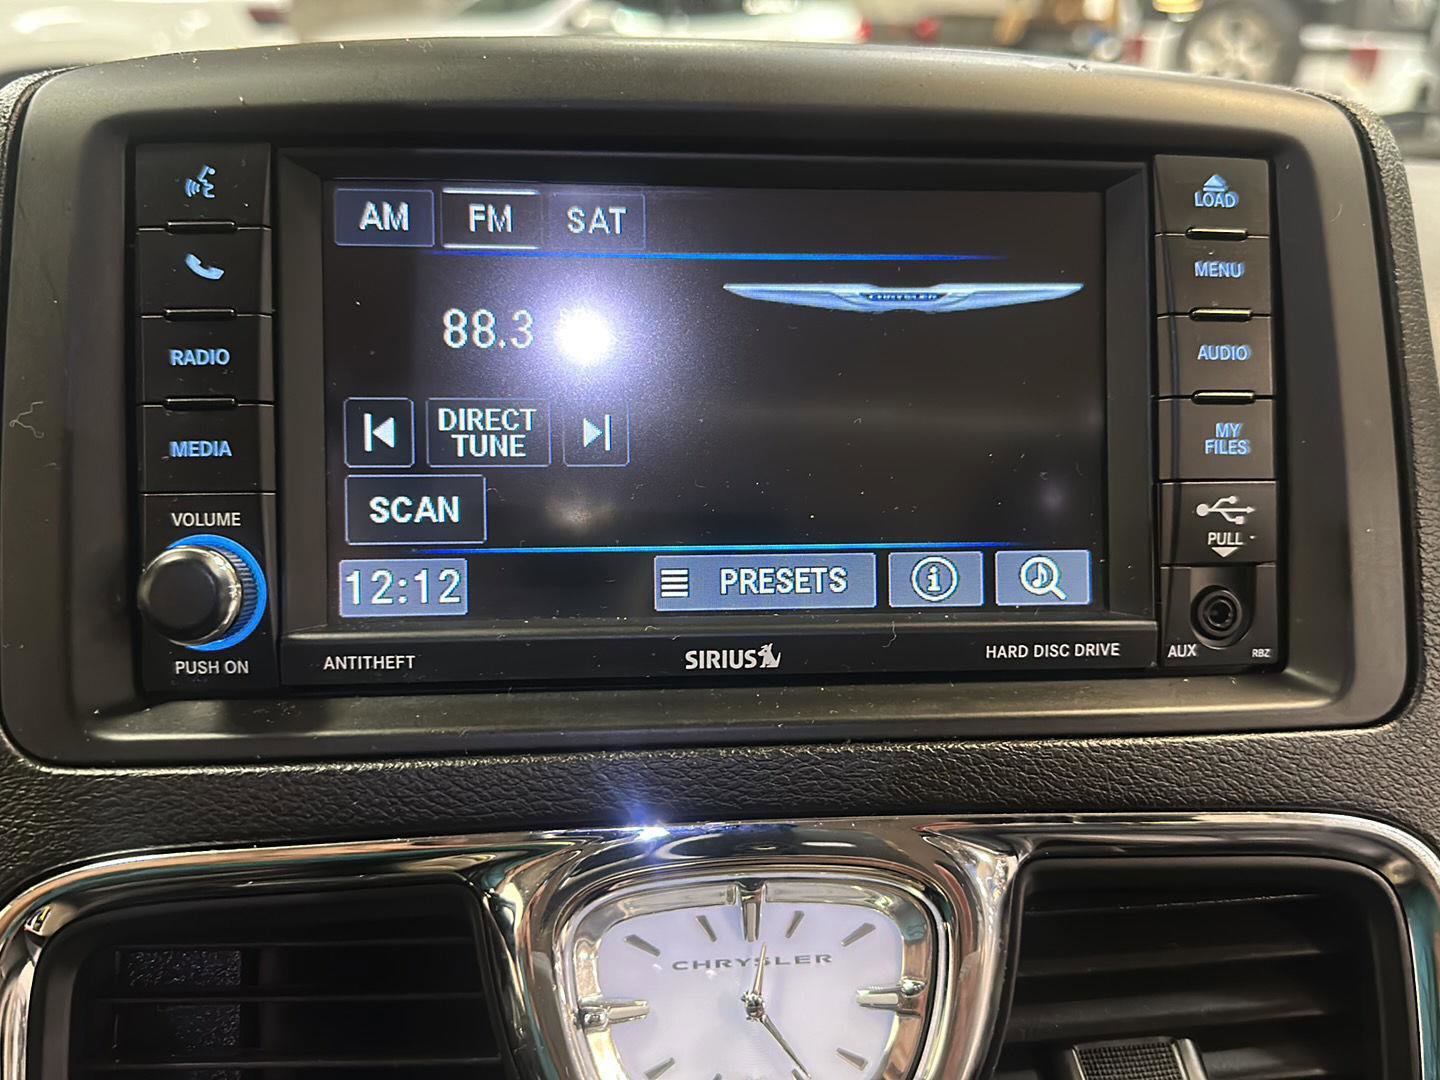 AM FM SAT
CHRYSLER
88.3
DIRECT
TUNE
SCAN
12:12 PRESETS i
RADIO
MEDIA
VOLUME
PUSH ON
LOAD
MENU
AUDIO
MY
FILES
PULL
AUX RBZ
ANTITHEFT SIRIUS HARD DISC DRIVE
CHRYSLER